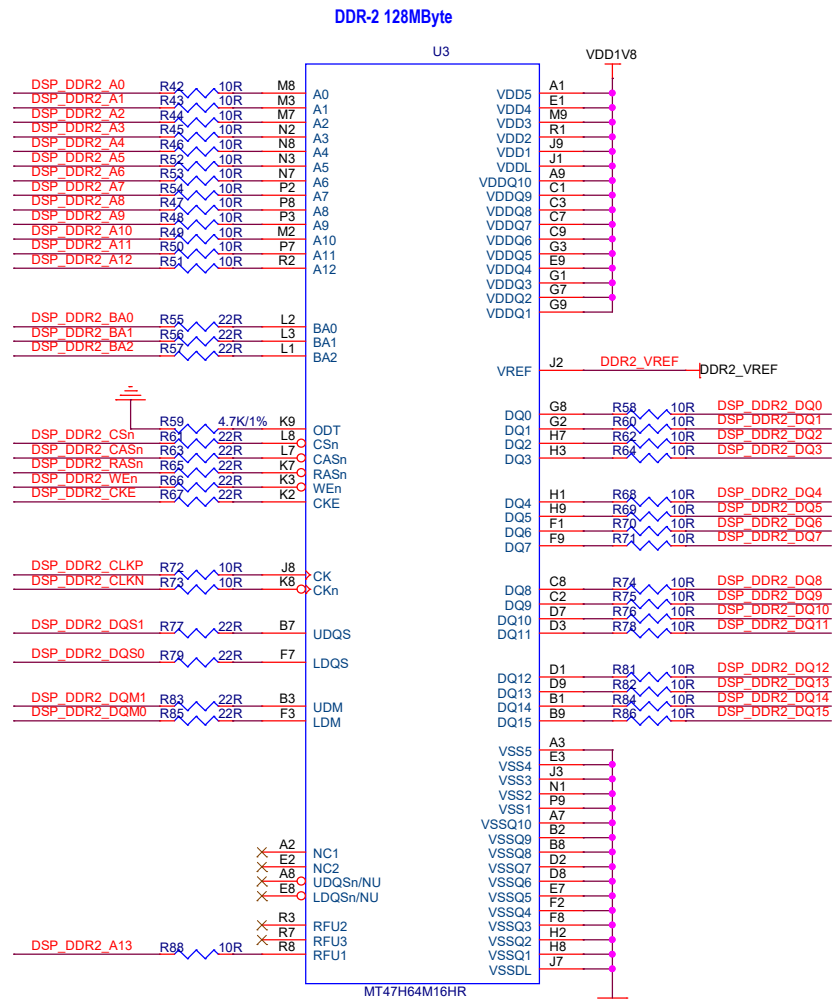 DDR-2 128MByte
U3
VDD1V8
DSP_DDR2_A0 R42 10R M8 A0
DSP_DDR2_A1 R43 10R M3 A1
DSP_DDR2_A2 R44 10R M7 A2
DSP_DDR2_A3 R45 10R N2 A3
DSP_DDR2_A4 R46 10R N8 A4
DSP_DDR2_A5 R52 10R N3 A5
DSP_DDR2_A6 R53 10R N7 A6
DSP_DDR2_A7 R54 10R P2 A7
DSP_DDR2_A8 R47 10R P8 A8
DSP_DDR2_A9 R48 10R P3 A9
DSP_DDR2_A10 R49 10R M2 A10
DSP_DDR2_A11 R50 10R P7 A11
DSP_DDR2_A12 R51 10R R2 A12
DSP_DDR2_BA0 R55 22R L2 BA0
DSP_DDR2_BA1 R56 22R L3 BA1
DSP_DDR2_BA2 R57 22R L1 BA2
R59 4.7K/1% K9 ODT
DSP_DDR2_CSn R61 22R L8 CSn
DSP_DDR2_CASn R63 22R L7 CASn
DSP_DDR2_RASn R65 22R K7 RASn
DSP_DDR2_WEn R66 22R K3 WEn
DSP_DDR2_CKE R67 22R K2 CKE
DSP_DDR2_CLKP R72 10R J8 CK
DSP_DDR2_CLKN R73 10R K8 CKn
DSP_DDR2_DQS1 R77 22R B7 UDQS
DSP_DDR2_DQS0 R79 22R F7 LDQS
DSP_DDR2_DQM1 R83 22R B3 UDM
DSP_DDR2_DQM0 R85 22R F3 LDM
A2 NC1
E2 NC2
A8 UDQSn/NU
E8 LDQSn/NU
R3 RFU2
R7 RFU3
DSP_DDR2_A13 R88 10R R8 RFU1
VDD5 A1
VDD4 E1
VDD3 M9
VDD2 R1
VDD1 J9
VDDL J1
VDDQ10 A9
VDDQ9 C1
VDDQ8 C3
VDDQ7 C7
VDDQ6 C9
VDDQ5 G3
VDDQ4 E9
VDDQ3 G1
VDDQ2 G7
VDDQ1 G9
VREF J2 DDR2_VREF DDR2_VREF
DQ0 G8 R58 10R DSP_DDR2_DQ0
DQ1 G2 R60 10R DSP_DDR2_DQ1
DQ2 H7 R62 10R DSP_DDR2_DQ2
DQ3 H3 R64 10R DSP_DDR2_DQ3
DQ4 H1 R68 10R DSP_DDR2_DQ4
DQ5 H9 R69 10R DSP_DDR2_DQ5
DQ6 F1 R70 10R DSP_DDR2_DQ6
DQ7 F9 R71 10R DSP_DDR2_DQ7
DQ8 C8 R74 10R DSP_DDR2_DQ8
DQ9 C2 R75 10R DSP_DDR2_DQ9
DQ10 D7 R76 10R DSP_DDR2_DQ10
DQ11 D3 R78 10R DSP_DDR2_DQ11
DQ12 D1 R81 10R DSP_DDR2_DQ12
DQ13 D9 R82 10R DSP_DDR2_DQ13
DQ14 B1 R84 10R DSP_DDR2_DQ14
DQ15 B9 R86 10R DSP_DDR2_DQ15
VSS5 A3
VSS4 E3
VSS3 J3
VSS2 N1
VSS1 P9
VSSQ10 A7
VSSQ9 B2
VSSQ8 B8
VSSQ7 D2
VSSQ6 D8
VSSQ5 E7
VSSQ4 F2
VSSQ3 F8
VSSQ2 H2
VSSQ1 H8
VSSDL J7
MT47H64M16HR